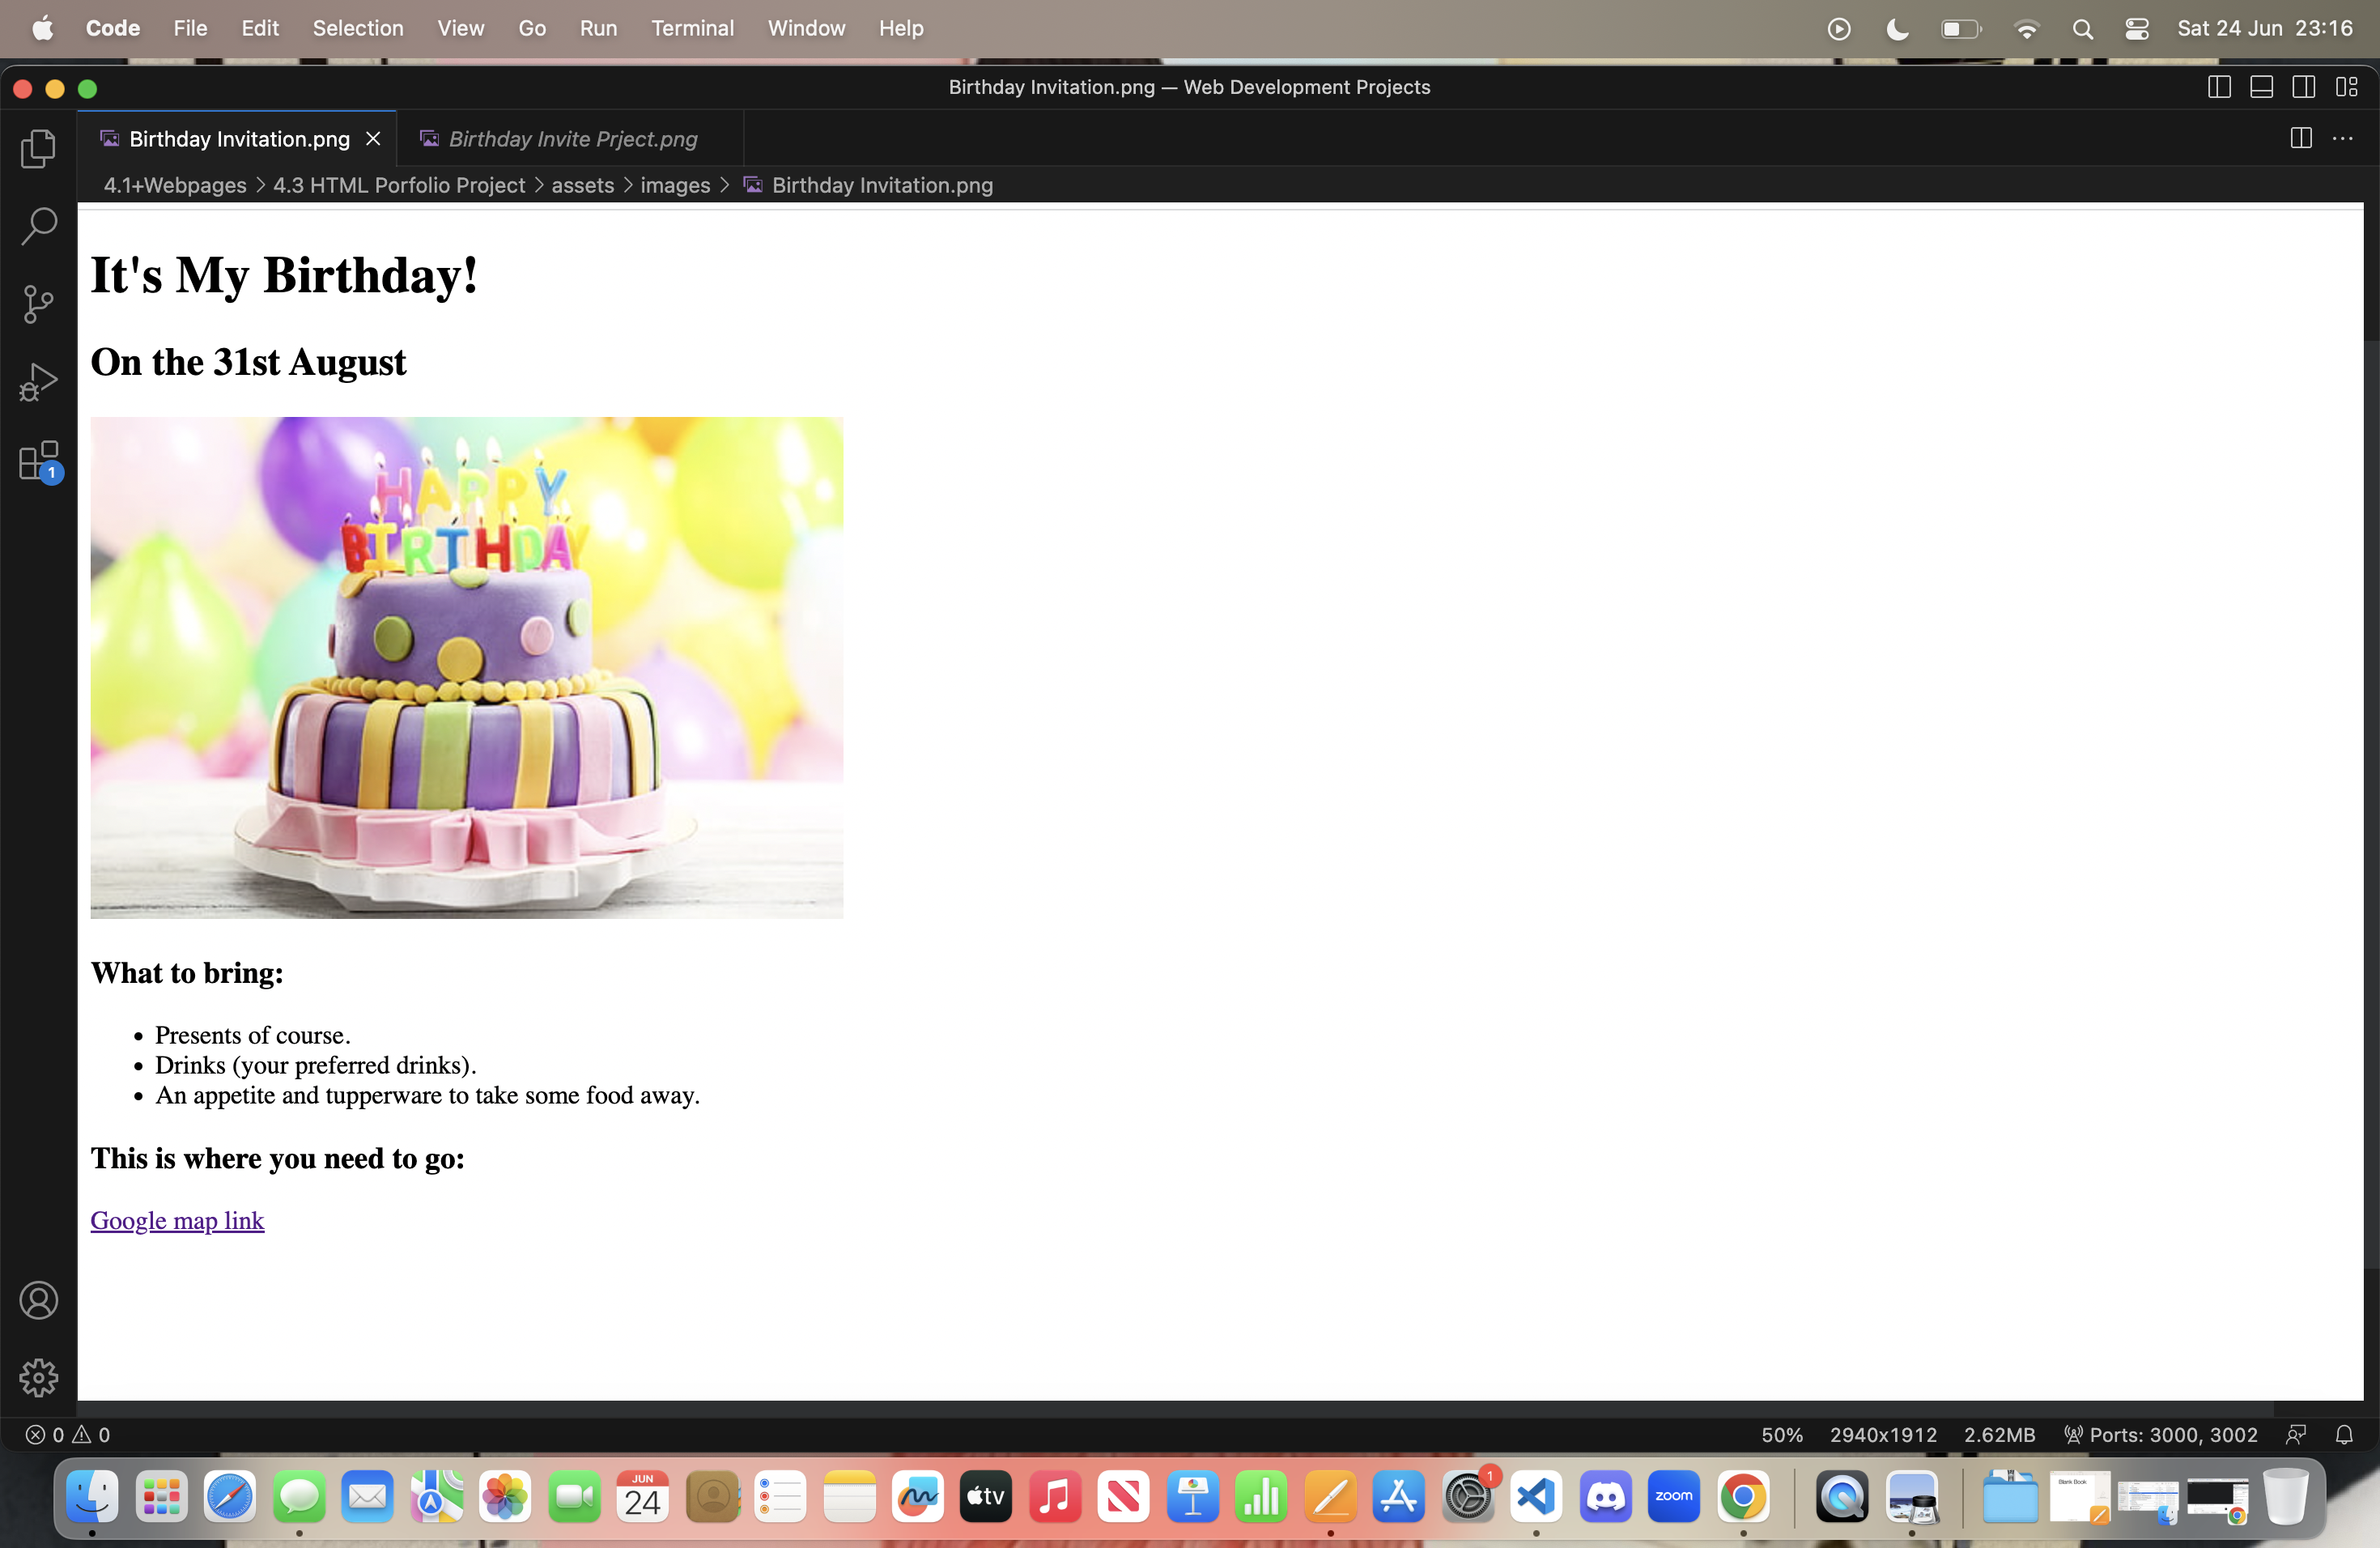 Code File Edit Selection View Go Run Terminal Window Help Sat 24 Jun 23:16
Birthday Invitation.png — Web Development Projects
Birthday Invitation.png Birthday Invite Prject.png
4.1+Webpages > 4.3 HTML Porfolio Project > assets > images > Birthday Invitation.png
It's My Birthday!
On the 31st August
HAPPY
BIRTHDAY
1
What to bring:
• Presents of course.
• Drinks (your preferred drinks).
• An appetite and tupperware to take some food away.
This is where you need to go:
Google map link
0 0 50% 2940x1912 2.62MB Ports: 3000, 3002
JUN
24
tv
1
zoom
Blank Book